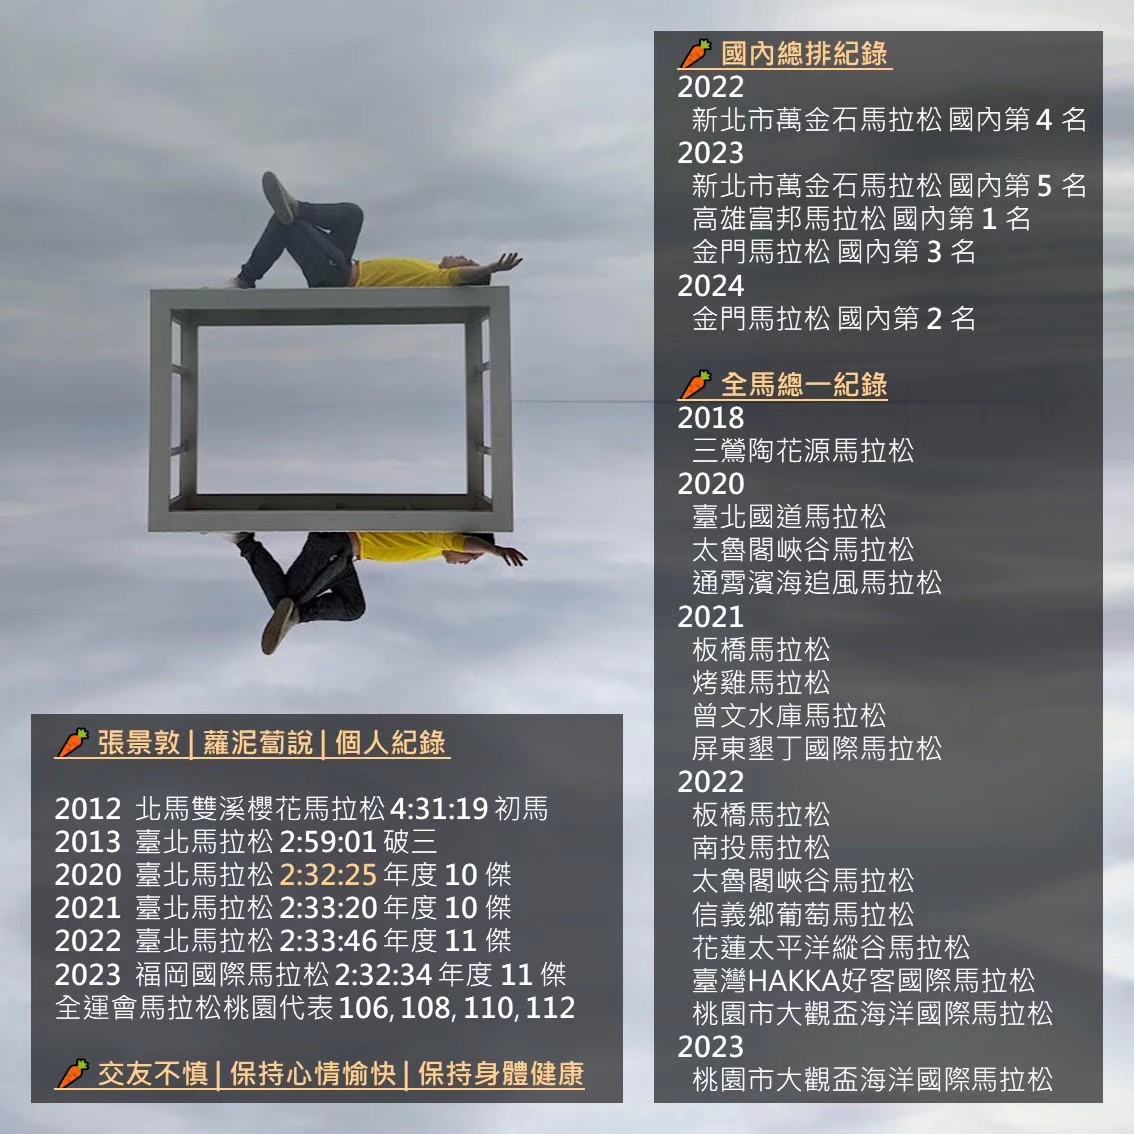 張景敦 | 蘿泥蔔說 | 個人紀錄
2012 北馬雙溪櫻花馬拉松 4:31:19 初馬
2013 臺北馬拉松 2:59:01 破三
2020 臺北馬拉松 2:32:25 年度 10 傑
2021 臺北馬拉松 2:33:20 年度 10 傑
2022 臺北馬拉松 2:33:46 年度 11 傑
2023 福岡國際馬拉松 2:32:34 年度 11 傑
全運會馬拉松桃園代表 106, 108, 110, 112
交友不慎 | 保持心情愉快 | 保持身體健康
國內總排紀錄
2022
新北市萬金石馬拉松 國內第 4 名
2023
新北市萬金石馬拉松 國內第 5 名
高雄富邦馬拉松 國內第 1 名
金門馬拉松 國內第 3 名
2024
金門馬拉松 國內第 2 名
全馬總一紀錄
2018
三鶯陶花源馬拉松
2020
臺北國道馬拉松
太魯閣峽谷馬拉松
通霄濱海追風馬拉松
2021
板橋馬拉松
烤雞馬拉松
曾文水庫馬拉松
屏東墾丁國際馬拉松
2022
板橋馬拉松
南投馬拉松
太魯閣峽谷馬拉松
信義鄉葡萄馬拉松
花蓮太平洋縱谷馬拉松
臺灣HAKKA好客國際馬拉松
桃園市大觀盃海洋國際馬拉松
2023
桃園市大觀盃海洋國際馬拉松